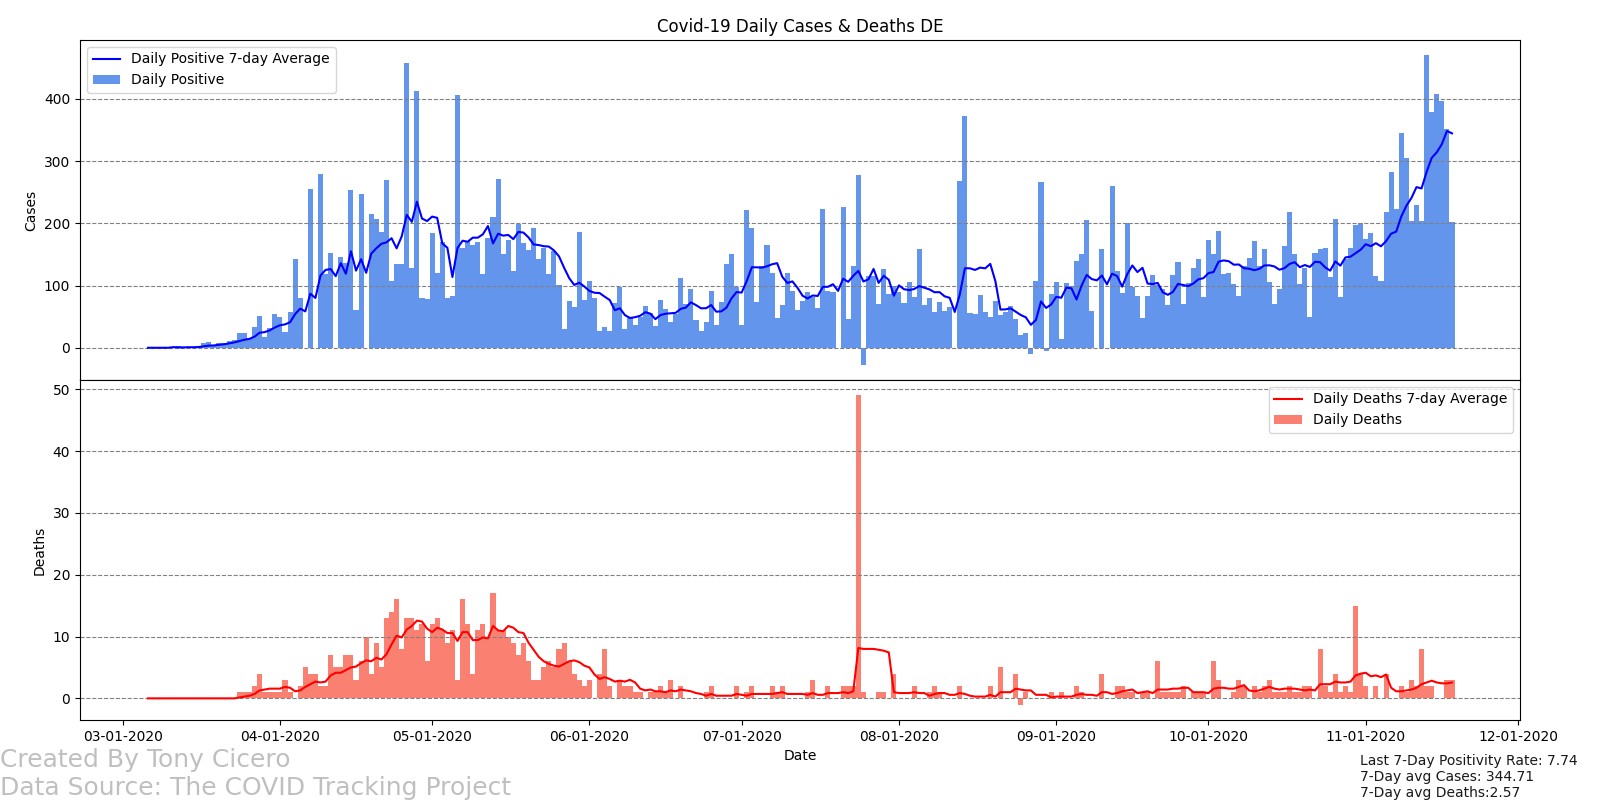 Covid-19 Daily Cases & Deaths DE
Daily Positive 7-day Average
Daily Positive
400
300
200
100
0
Cases
Daily Deaths 7-day Average
Daily Deaths
50
40
30
20
10
0
Deaths
03-01-2020 04-01-2020 05-01-2020 06-01-2020 07-01-2020 08-01-2020 09-01-2020 10-01-2020 11-01-2020 12-01-2020
Date
Created By Tony Cicero
Data Source: The COVID Tracking Project
Last 7-Day Positivity Rate: 7.74
7-Day avg Cases: 344.71
7-Day avg Deaths:2.57